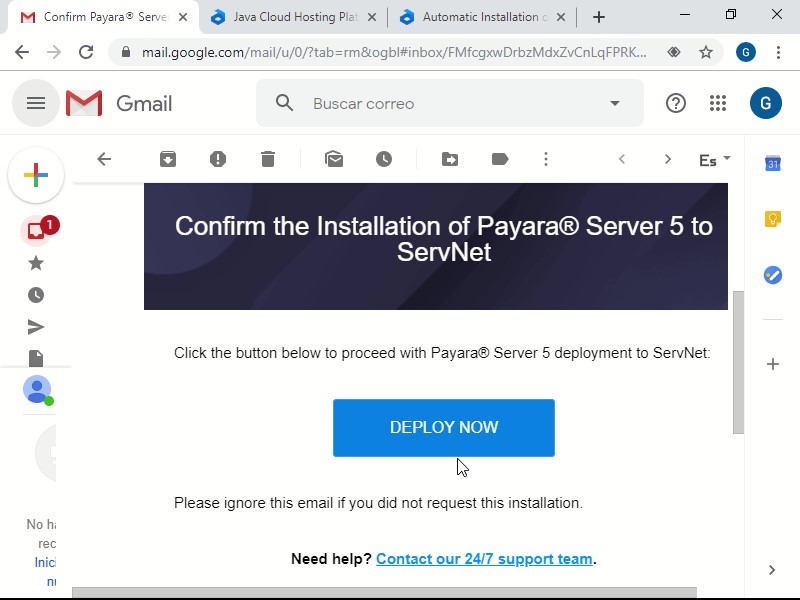 Confirm Payara® Serve
Java Cloud Hosting Plat
Automatic Installation o
mail.google.com/mail/u/0/?tab=rm&ogbl#inbox/FMfcgxwDrbzMdxZvCnLqFPRK...
G
Gmail
Buscar correo
G
Es
31
1
Confirm the Installation of Payara® Server 5 to
ServNet
Click the button below to proceed with Payara® Server 5 deployment to ServNet:
DEPLOY NOW
Please ignore this email if you did not request this installation.
Need help? Contact our 24/7 support team.
No ha
rec
Inici
nu